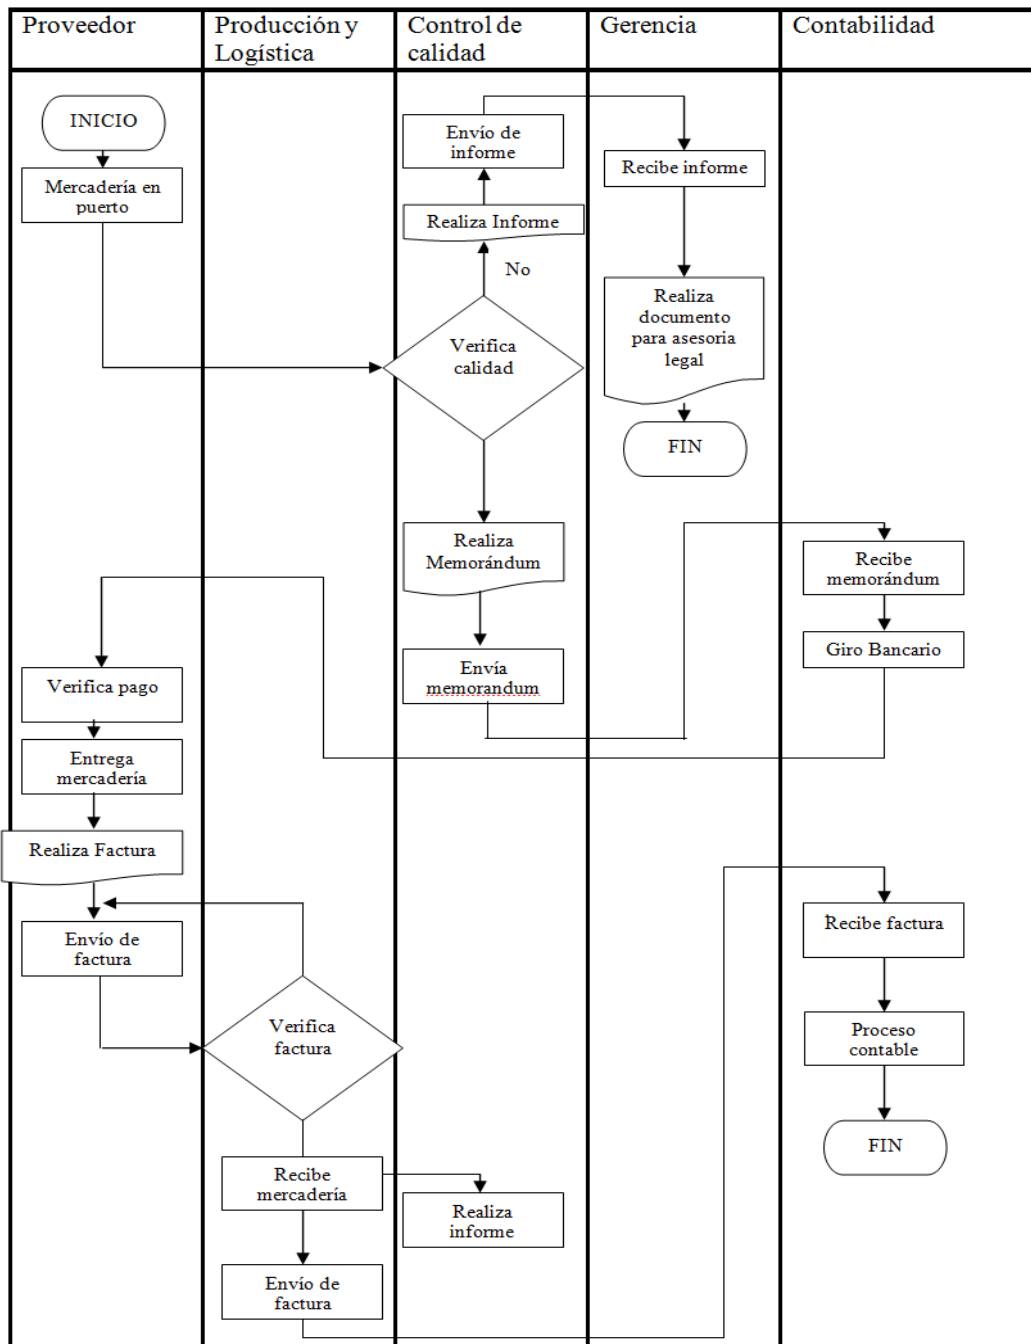 Proveedor
Producción y
Logística
Control de
calidad
Gerencia
Contabilidad
INICIO
Mercadería en
puerto
Envío de
informe
Realiza Informe
No
Verifica
calidad
Recibe informe
Realiza
documento
para asesoria
legal
FIN
Realiza
Memorándum
Envía
memorandum
Recibe
memorándum
Giro Bancario
Verifica pago
Entrega
mercadería
Realiza Factura
Envío de
factura
Verifica
factura
Recibe
mercadería
Realiza
informe
Envío de
factura
Recibe factura
Proceso
contable
FIN